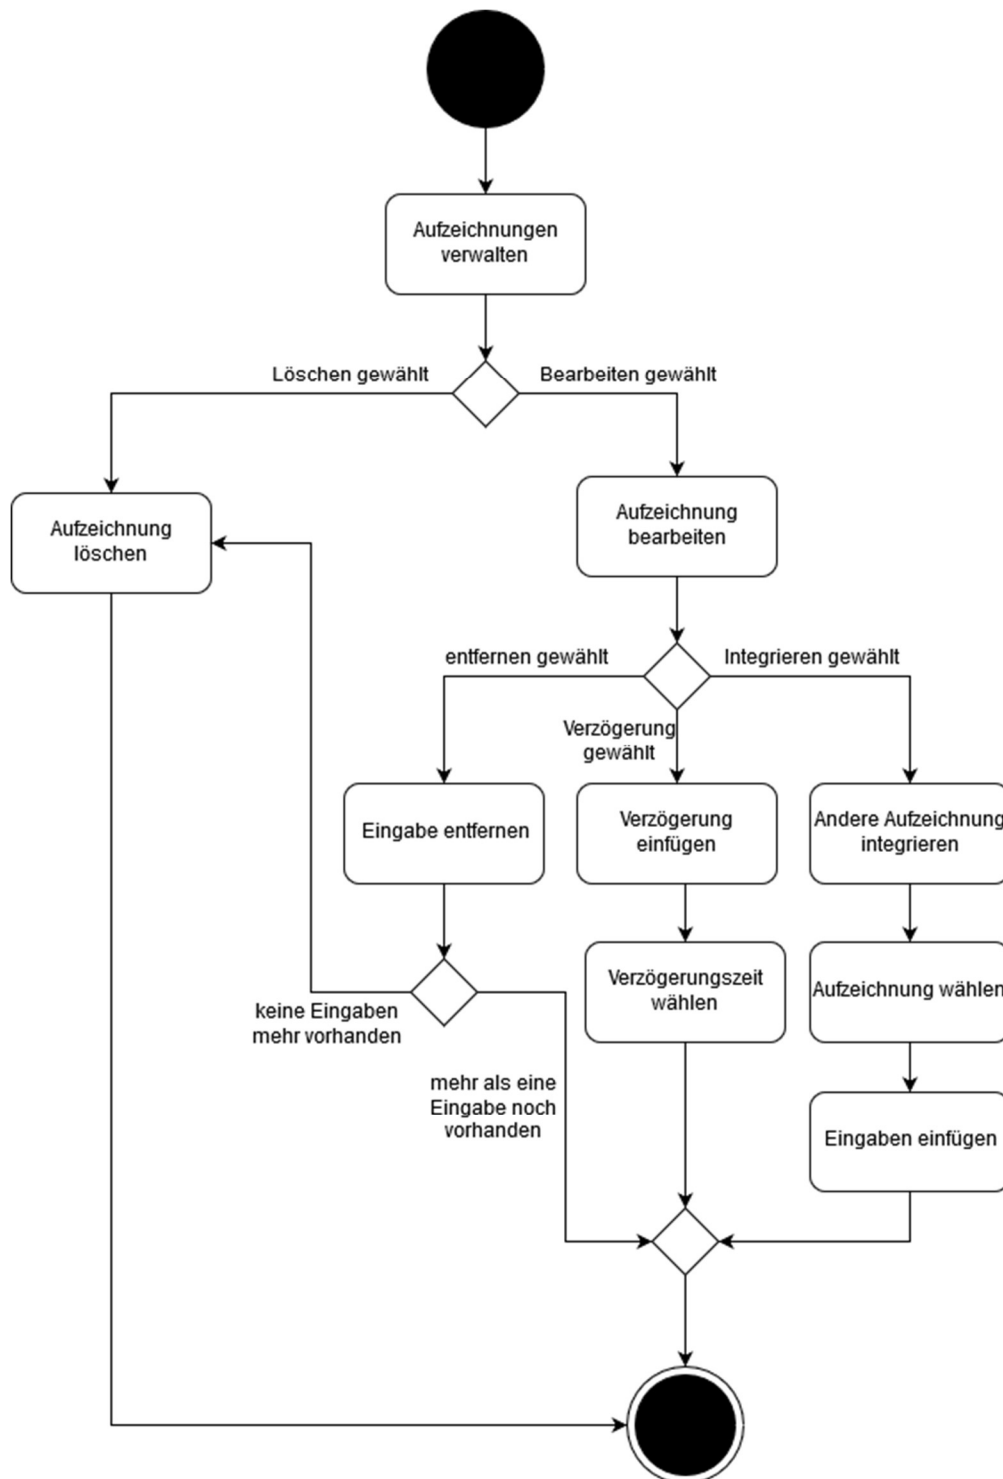 Aufzeichnungen
verwalten
Löschen gewählt
Bearbeiten gewählt
Aufzeichnung
löschen
Aufzeichnung
bearbeiten
entfernen gewählt
Integrieren gewählt
Verzögerung
gewählt
Eingabe entfernen
Verzögerung
einfügen
Andere Aufzeichnung
integrieren
Verzögerungszeit
wählen
Aufzeichnung wählen
keine Eingaben
mehr vorhanden
mehr als eine
Eingabe noch
vorhanden
Eingaben einfügen